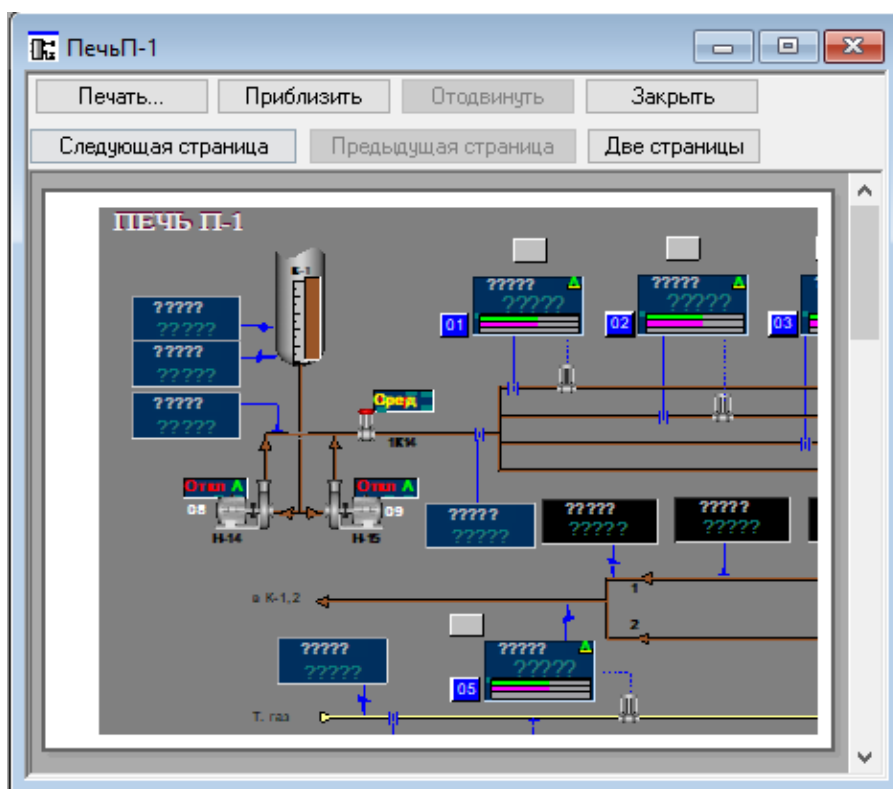 ПечьП-1
Печать... Приблизить Отодвинуть Закрыть
Следующая страница Предыдущая страница Две страницы
ПЕЧЬ П-1
К-1
????? ????? ?????
????? ????? A ????? A ?????
01 02 03
?????
?????
?????
?????
Сред
1К14
Откл А Откл А
08 09
Н-14 Н-15
????? ????? ?????
????? ????? ?????
в К-1,2
1
2
????? ????? A
????? ?????
05
Т. газ